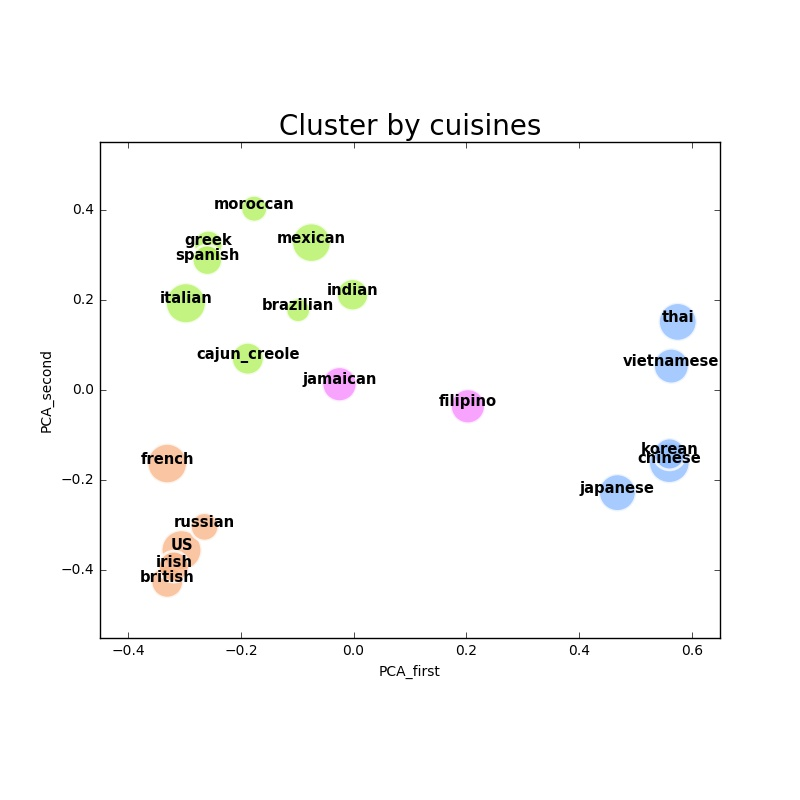 Cluster by cuisines
PCA_second
0.4
0.2
0.0
−0.2
−0.4
moroccan
greek
mexican
spanish
italian
indian
brazilian
thai
cajun_creole
vietnamese
jamaican
filipino
korean
french
chinese
japanese
russian
US
irish
british
−0.4
−0.2
0.0
0.2
0.4
0.6
PCA_first